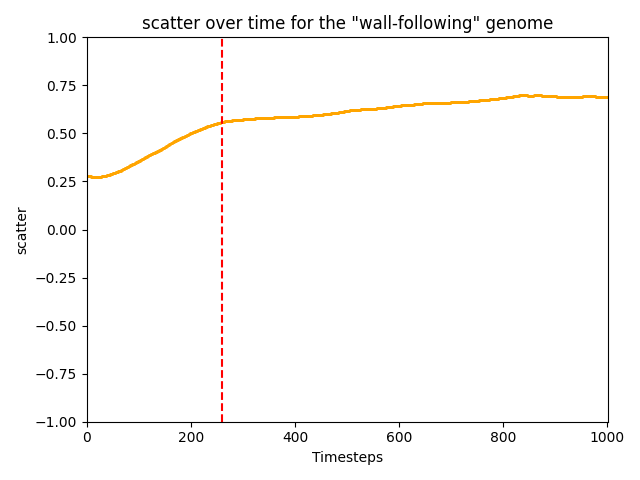 scatter over time for the "wall-following" genome
1.00
0.75
0.50
0.25
0.00
−0.25
−0.50
−0.75
−1.00
scatter
0 200 400 600 800 1000
Timesteps